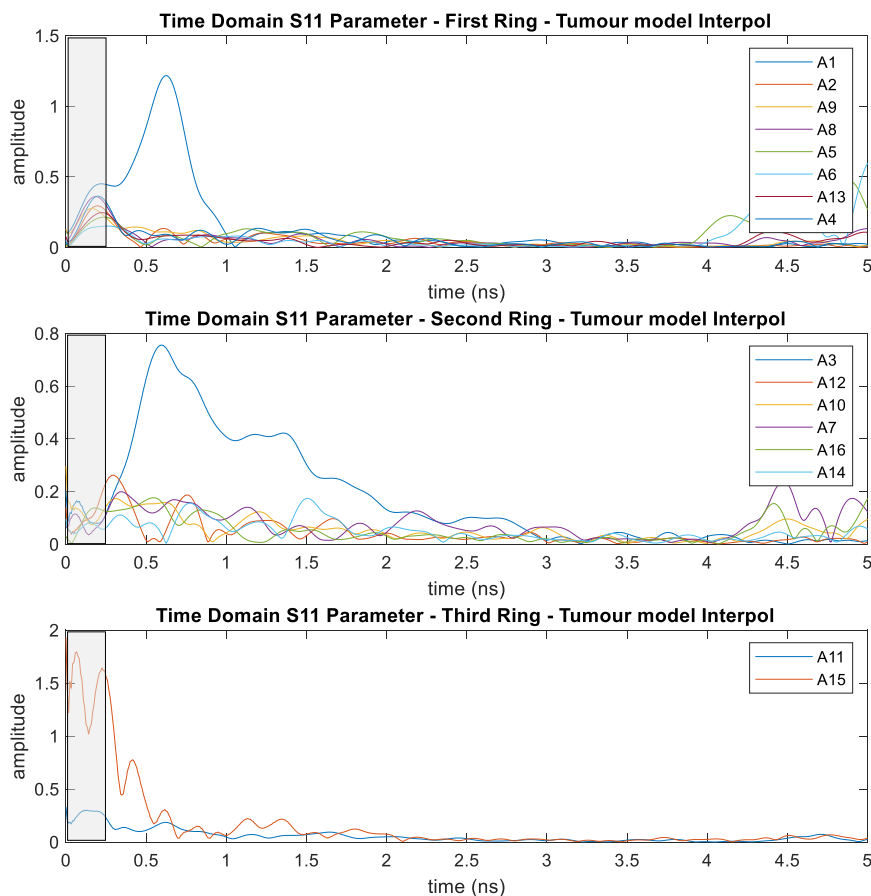 Time Domain S11 Parameter - First Ring - Tumour model Interpol
1.5
1
0.5
0
amplitude
A1
A2
A9
A8
A5
A6
A13
A4
0 0.5 1 1.5 2 2.5 3 3.5 4 4.5 5
time (ns)
Time Domain S11 Parameter - Second Ring - Tumour model Interpol
0.8
0.6
0.4
0.2
0
amplitude
A3
A12
A10
A7
A16
A14
0 0.5 1 1.5 2 2.5 3 3.5 4 4.5 5
time (ns)
Time Domain S11 Parameter - Third Ring - Tumour model Interpol
2
1.5
1
0.5
0
amplitude
A11
A15
0 0.5 1 1.5 2 2.5 3 3.5 4 4.5 5
time (ns)